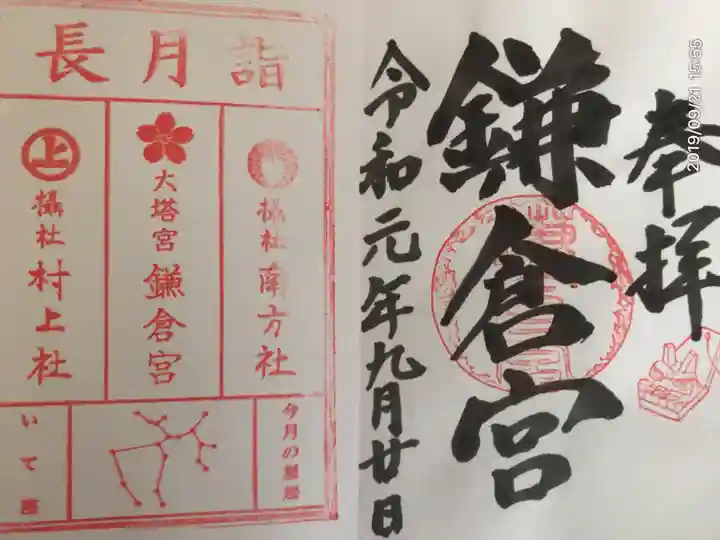 奉拝
鎌倉宮
令和元年九月廿日
2019/09/21 15:55
長月詣
摂社 南方社
大塔宮 鎌倉宮
上
摂社 村上社
今月の星座
いて座